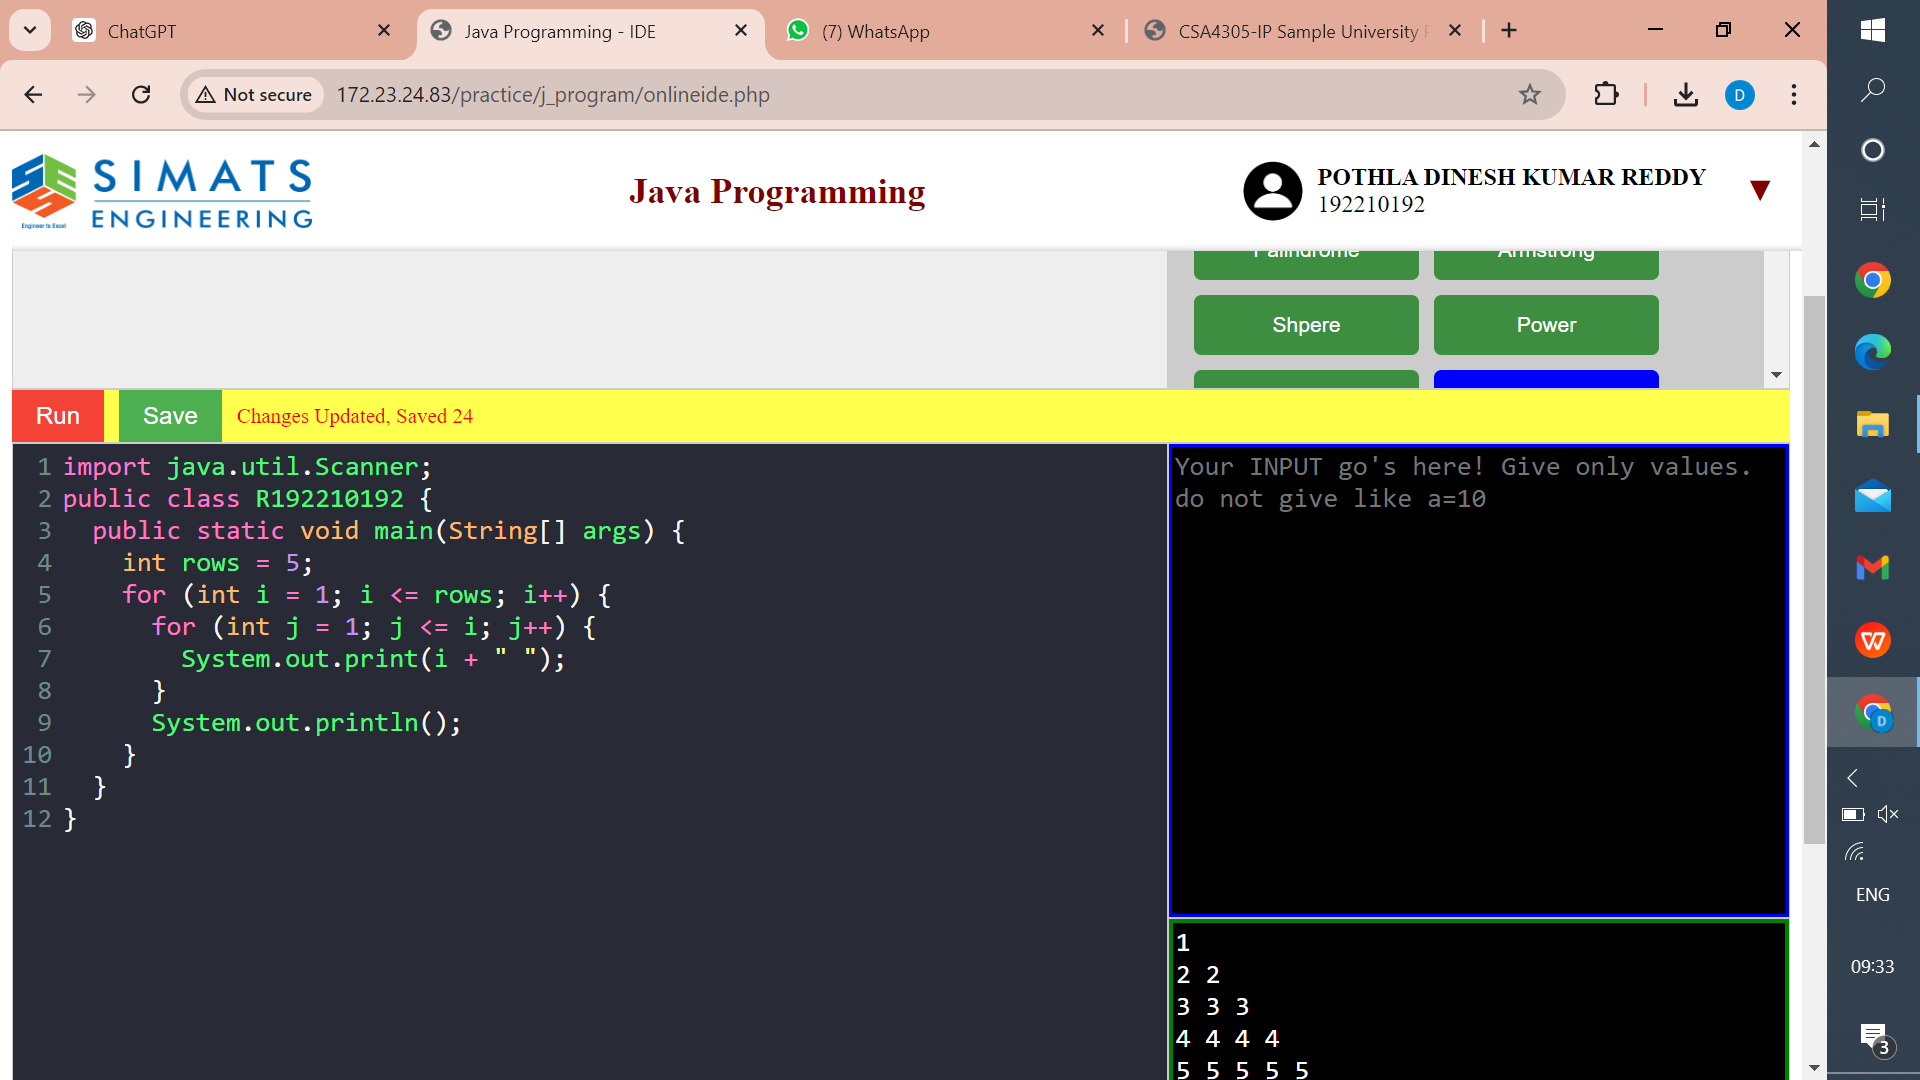 ChatGPT
Java Programming - IDE
(7) WhatsApp
CSA4305-IP Sample University
Not secure
172.23.24.83/practice/j_program/onlineide.php
D
SIMATS
ENGINEERING
Engineer to Excel
Java Programming
POTHLA DINESH KUMAR REDDY
192210192
Palindrome
Armstrong
Shpere
Power
Run
Save
Changes Updated, Saved 24
1 import java.util.Scanner;
2 public class R192210192 {
3   public static void main(String[] args) {
4     int rows = 5;
5     for (int i = 1; i <= rows; i++) {
6       for (int j = 1; j <= i; j++) {
7         System.out.print(i + " ");
8       }
9       System.out.println();
10     }
11   }
12 }
Your INPUT go's here! Give only values.
do not give like a=10
1
2 2
3 3 3
4 4 4 4
5 5 5 5 5
W
D
ENG
09:33
3